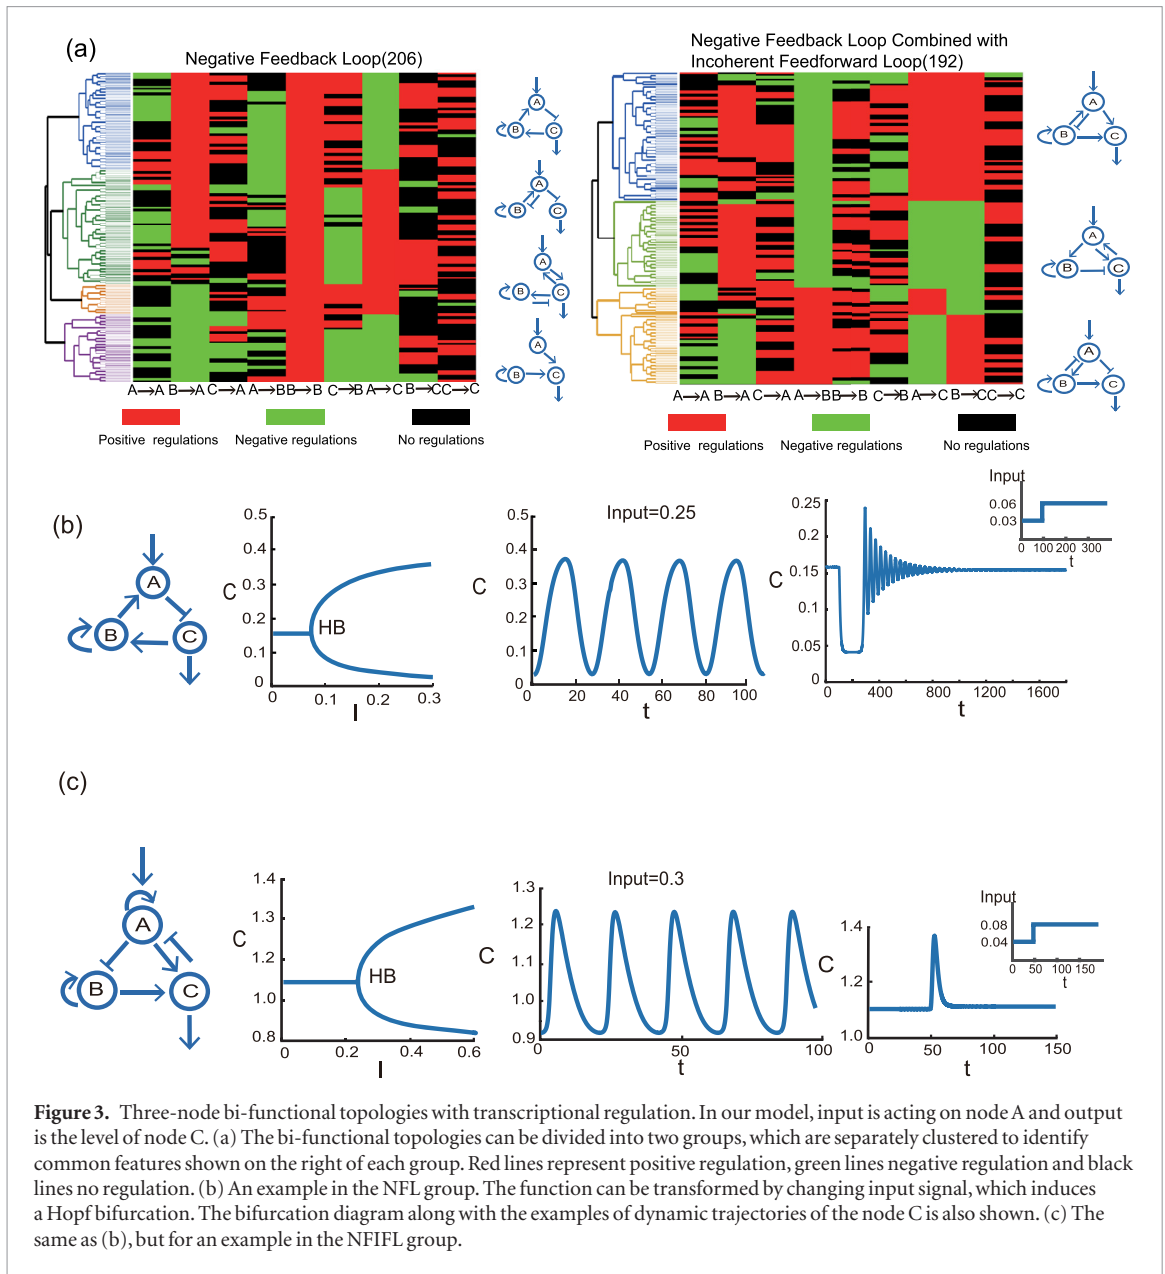 (a)
Negative Feedback Loop(206)
Negative Feedback Loop Combined with
Incoherent Feedforward Loop(192)
A
B
C
A
B
C
A
B
C
A
B
C
A
B
C
A
B
C
A
B
C
A→A B→A C→A A→B B→B C→B A→C B→C C→C
A→A B→A C→A A→B B→B C→B A→C B→C C→C
Positive regulations
Negative regulations
No regulations
Positive regulations
Negative regulations
No regulations
(b)
A
B
C
0.5
0.4
C
0.3
0.2
HB
0.1
0
0 0.1 0.2 0.3
I
Input=0.25
0.5
0.4
C
0.3
0.2
0.1
0
0 20 40 60 80 100
t
0.25
0.20
C
0.15
0.1
0.05
0
0 400 800 1200 1600
t
Input
0.06
0.03
0 100 200 300
t
(c)
A
B
C
1.4
1.3
C
1.2
HB
1.0
0.8
0 0.2 0.4 0.6
I
Input=0.3
1.3
1.2
1.1
C
1.0
0.9
0 50 100
t
1.4
C
1.2
1.0
0 50 100 150
t
Input
0.08
0.04
0 50 100 150
t
Figure 3. Three-node bi-functional topologies with transcriptional regulation. In our model, input is acting on node A and output
is the level of node C. (a) The bi-functional topologies can be divided into two groups, which are separately clustered to identify
common features shown on the right of each group. Red lines represent positive regulation, green lines negative regulation and black
lines no regulation. (b) An example in the NFL group. The function can be transformed by changing input signal, which induces
a Hopf bifurcation. The bifurcation diagram along with the examples of dynamic trajectories of the node C is also shown. (c) The
same as (b), but for an example in the NFIFL group.